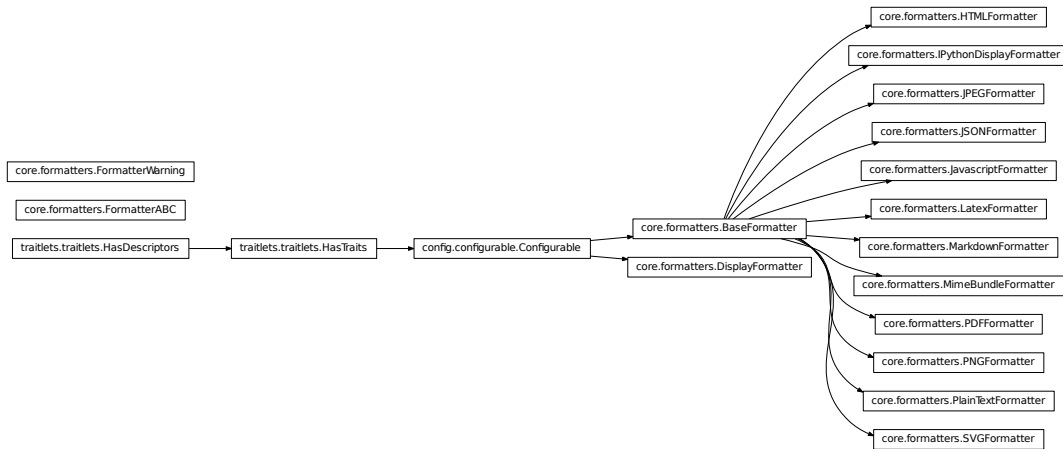 core.formatters.HTMLFormatter
core.formatters.IPythonDisplayFormatter
core.formatters.JPEGFormatter
core.formatters.JSONFormatter
core.formatters.FormatterWarning
core.formatters.JavascriptFormatter
core.formatters.FormatterABC
core.formatters.LatexFormatter
core.formatters.BaseFormatter
traitlets.traitlets.HasDescriptors
traitlets.traitlets.HasTraits
config.configurable.Configurable
core.formatters.MarkdownFormatter
core.formatters.DisplayFormatter
core.formatters.MimeBundleFormatter
core.formatters.PDFFormatter
core.formatters.PNGFormatter
core.formatters.PlainTextFormatter
core.formatters.SVGFormatter